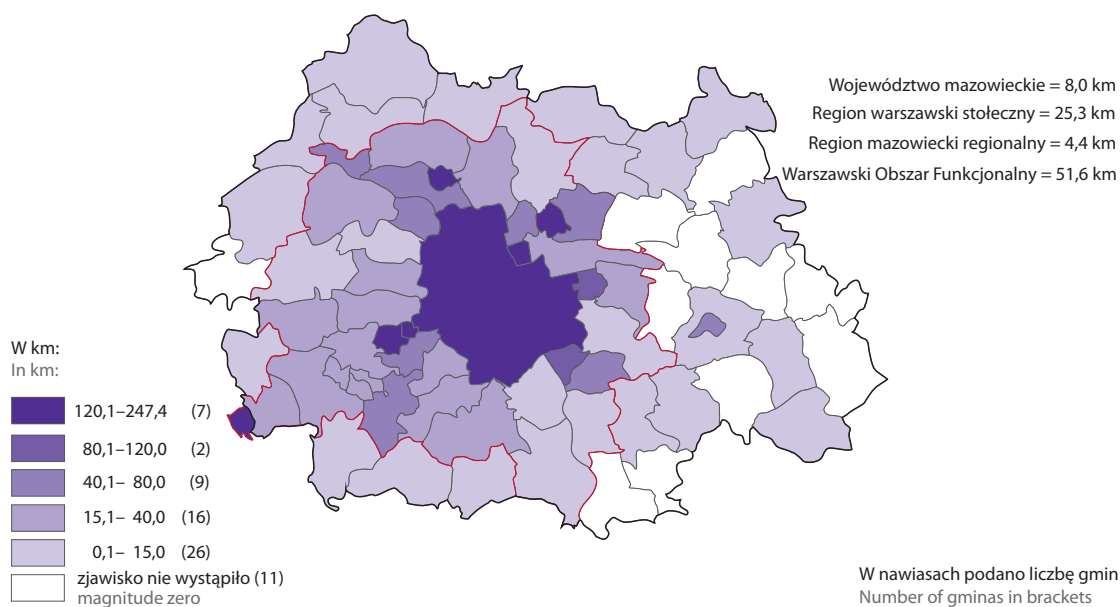 Województwo mazowieckie = 8,0 km
Region warszawski stołeczny = 25,3 km
Region mazowiecki regionalny = 4,4 km
Warszawski Obszar Funkcjonalny = 51,6 km
W km:
In km:
120,1–247,4 (7)
80,1–120,0 (2)
40,1– 80,0 (9)
15,1– 40,0 (16)
0,1– 15,0 (26)
zjawisko nie wystąpiło (11)
magnitude zero
W nawiasach podano liczbę gmin
Number of gminas in brackets